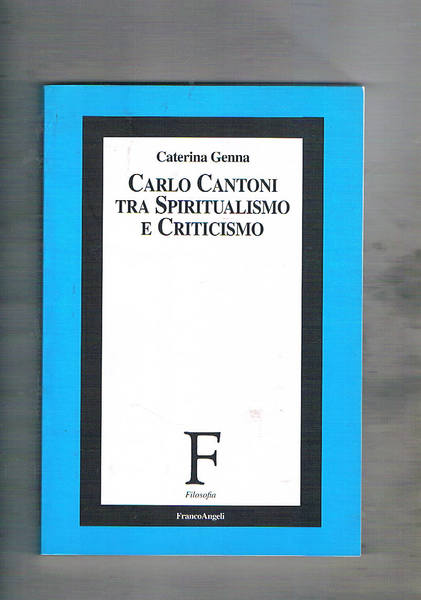 Caterina Genna
CARLO CANTONI
TRA SPIRITUALISMO
E CRITICISMO
F
Filosofia
FrancoAngeli